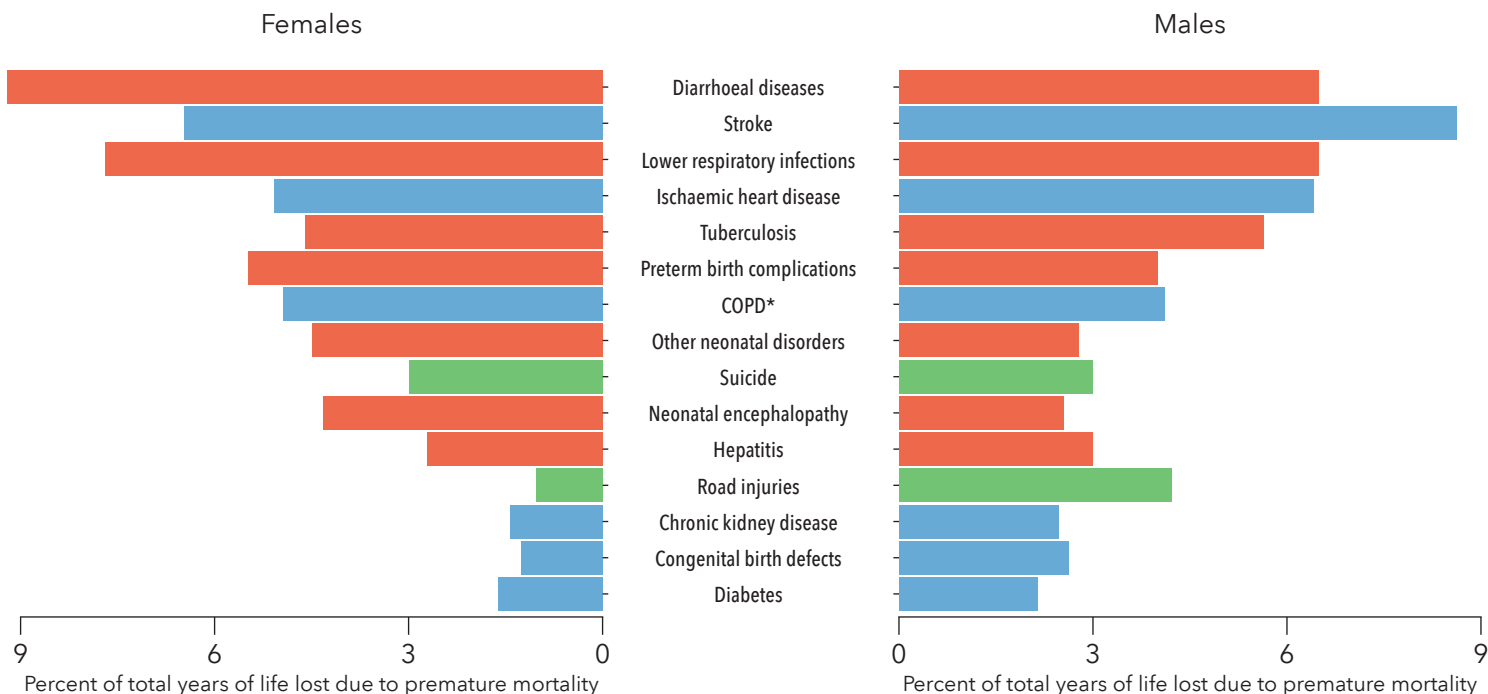 Females
Males
Diarrhoeal diseases
Stroke
Lower respiratory infections
Ischaemic heart disease
Tuberculosis
Preterm birth complications
COPD*
Other neonatal disorders
Suicide
Neonatal encephalopathy
Hepatitis
Road injuries
Chronic kidney disease
Congenital birth defects
Diabetes
9 6 3 0
0 3 6 9
Percent of total years of life lost due to premature mortality
Percent of total years of life lost due to premature mortality